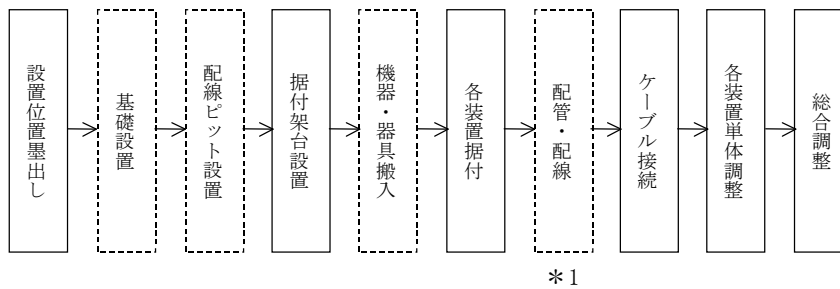 設置位置墨出し
基礎設置
配線ピット設置
据付架台設置
機器・器具搬入
各装置据付
配管・配線
ケーブル接続
各装置単体調整
総合調整
＊1